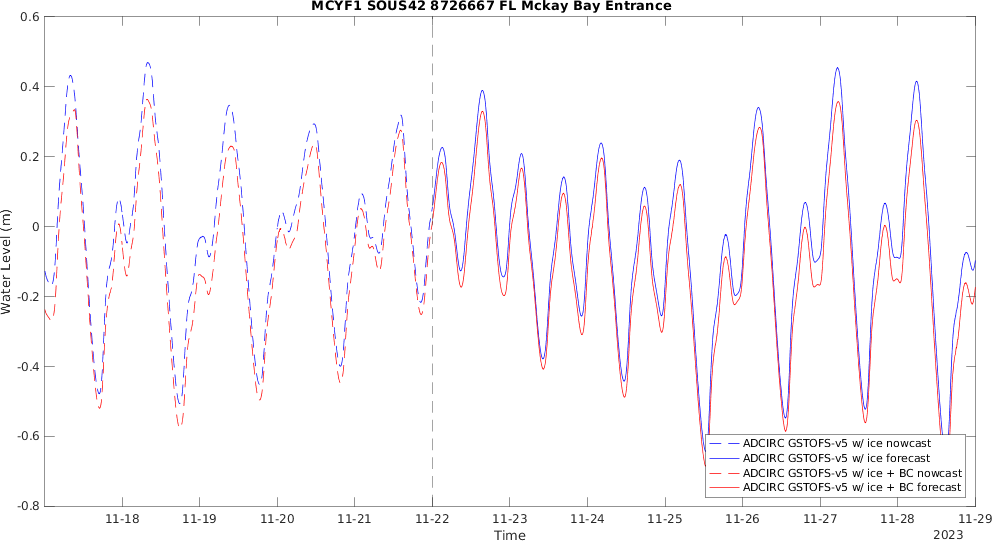 MCYF1 SOUS42 8726667 FL Mckay Bay Entrance
0.6
0.4
0.2
0
-0.2
-0.4
-0.6
-0.8
Water Level (m)
ADCIRC GSTOFS-v5 w/ ice nowcast
ADCIRC GSTOFS-v5 w/ ice forecast
ADCIRC GSTOFS-v5 w/ ice + BC nowcast
ADCIRC GSTOFS-v5 w/ ice + BC forecast
11-18 11-19 11-20 11-21 11-22 11-23 11-24 11-25 11-26 11-27 11-28 11-29
Time
2023